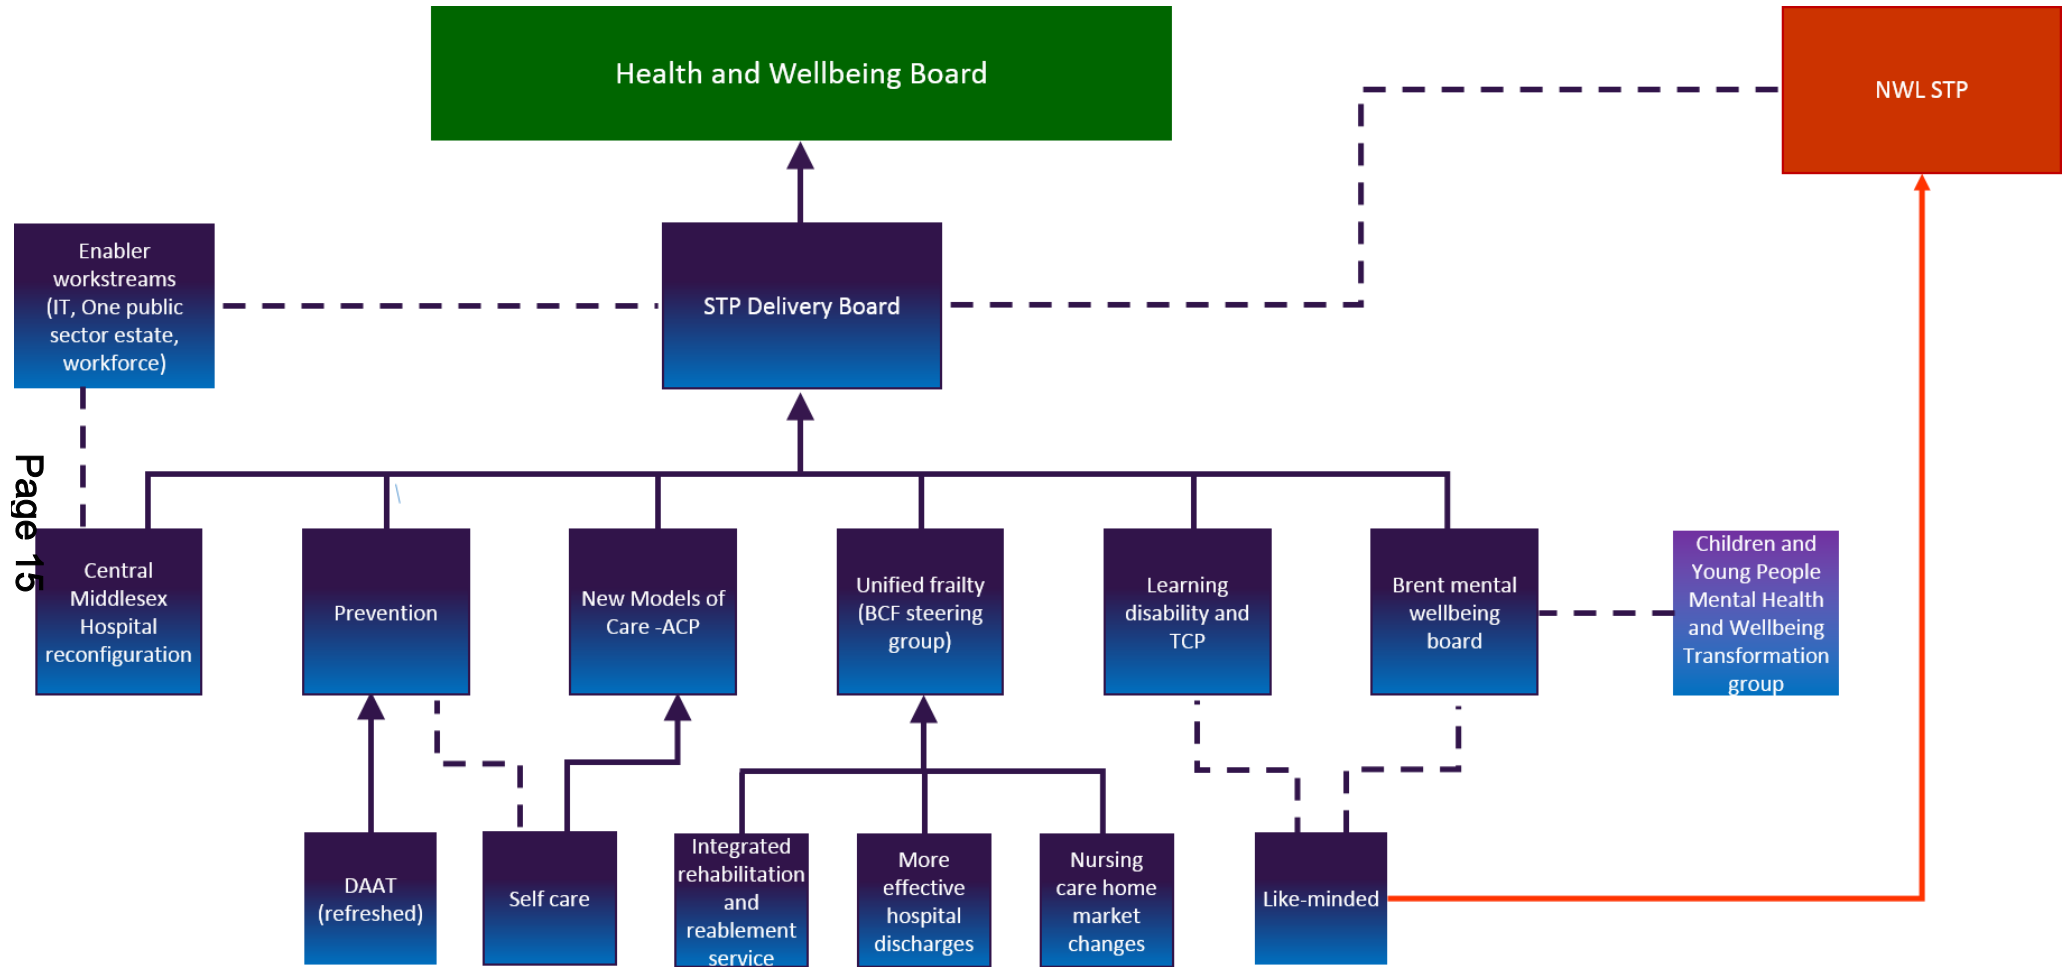 Health and Wellbeing Board
NWL STP
Enabler
workstreams
(IT, One public
sector estate,
workforce)
STP Delivery Board
Page 15
Central
Middlesex
Hospital
reconfiguration
Prevention
New Models of
Care -ACP
Unified frailty
(BCF steering
group)
Learning
disability and
TCP
Brent mental
wellbeing
board
Children and
Young People
Mental Health
and Wellbeing
Transformation
group
DAAT
(refreshed)
Self care
Integrated
rehabilitation
and
reablement
service
More
effective
hospital
discharges
Nursing
care home
market
changes
Like-minded